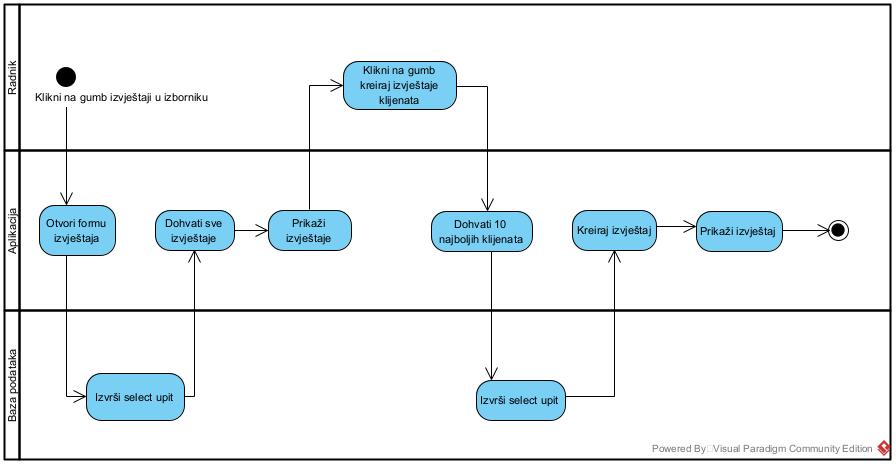 Radnik
Klikni na gumb izvještaji u izborniku
Klikni na gumb
kreiraj izvještaje
klijenata
Aplikacija
Otvori formu
izvještaja
Dohvati sve
izvještaje
Prikaži
izvještaje
Dohvati 10
najboljih klijenata
Kreiraj izvještaj
Prikaži izvještaj
Baza podataka
Izvrši select upit
Izvrši select upit
Powered By Visual Paradigm Community Edition